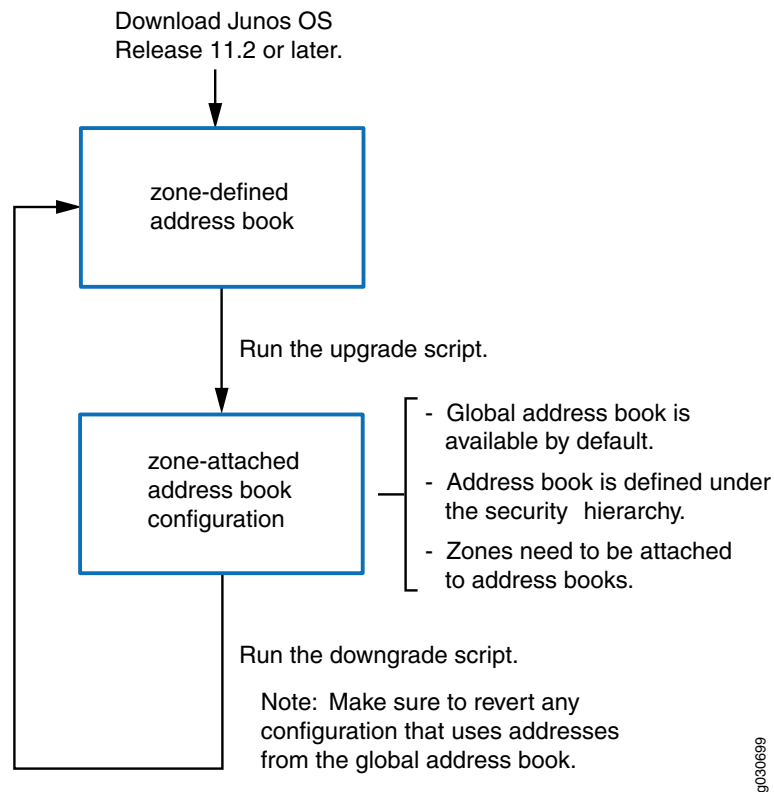 Download Junos OS
Release 11.2 or later.
zone-defined
address book
Run the upgrade script.
zone-attached
address book
configuration
- Global address book is
available by default.
- Address book is defined under
the security hierarchy.
- Zones need to be attached
to address books.
Run the downgrade script.
Note: Make sure to revert any
configuration that uses addresses
from the global address book.
g030699